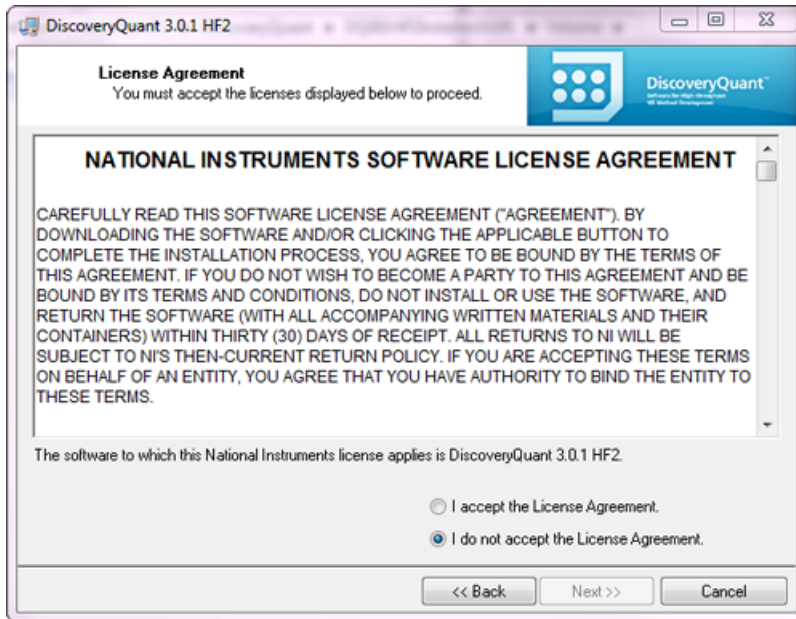 DiscoveryQuant 3.0.1 HF2
License Agreement
You must accept the licenses displayed below to proceed.
DiscoveryQuant™
Software for High-throughput
MS Method Development
NATIONAL INSTRUMENTS SOFTWARE LICENSE AGREEMENT
CAREFULLY READ THIS SOFTWARE LICENSE AGREEMENT ("AGREEMENT"). BY
DOWNLOADING THE SOFTWARE AND/OR CLICKING THE APPLICABLE BUTTON TO
COMPLETE THE INSTALLATION PROCESS, YOU AGREE TO BE BOUND BY THE TERMS OF
THIS AGREEMENT. IF YOU DO NOT WISH TO BECOME A PARTY TO THIS AGREEMENT AND BE
BOUND BY ITS TERMS AND CONDITIONS, DO NOT INSTALL OR USE THE SOFTWARE, AND
RETURN THE SOFTWARE (WITH ALL ACCOMPANYING WRITTEN MATERIALS AND THEIR
CONTAINERS) WITHIN THIRTY (30) DAYS OF RECEIPT. ALL RETURNS TO NI WILL BE
SUBJECT TO NI'S THEN-CURRENT RETURN POLICY. IF YOU ARE ACCEPTING THESE TERMS
ON BEHALF OF AN ENTITY, YOU AGREE THAT YOU HAVE AUTHORITY TO BIND THE ENTITY TO
THESE TERMS.
The software to which this National Instruments license applies is DiscoveryQuant 3.0.1 HF2.
I accept the License Agreement.
I do not accept the License Agreement.
<< Back
Next >>
Cancel